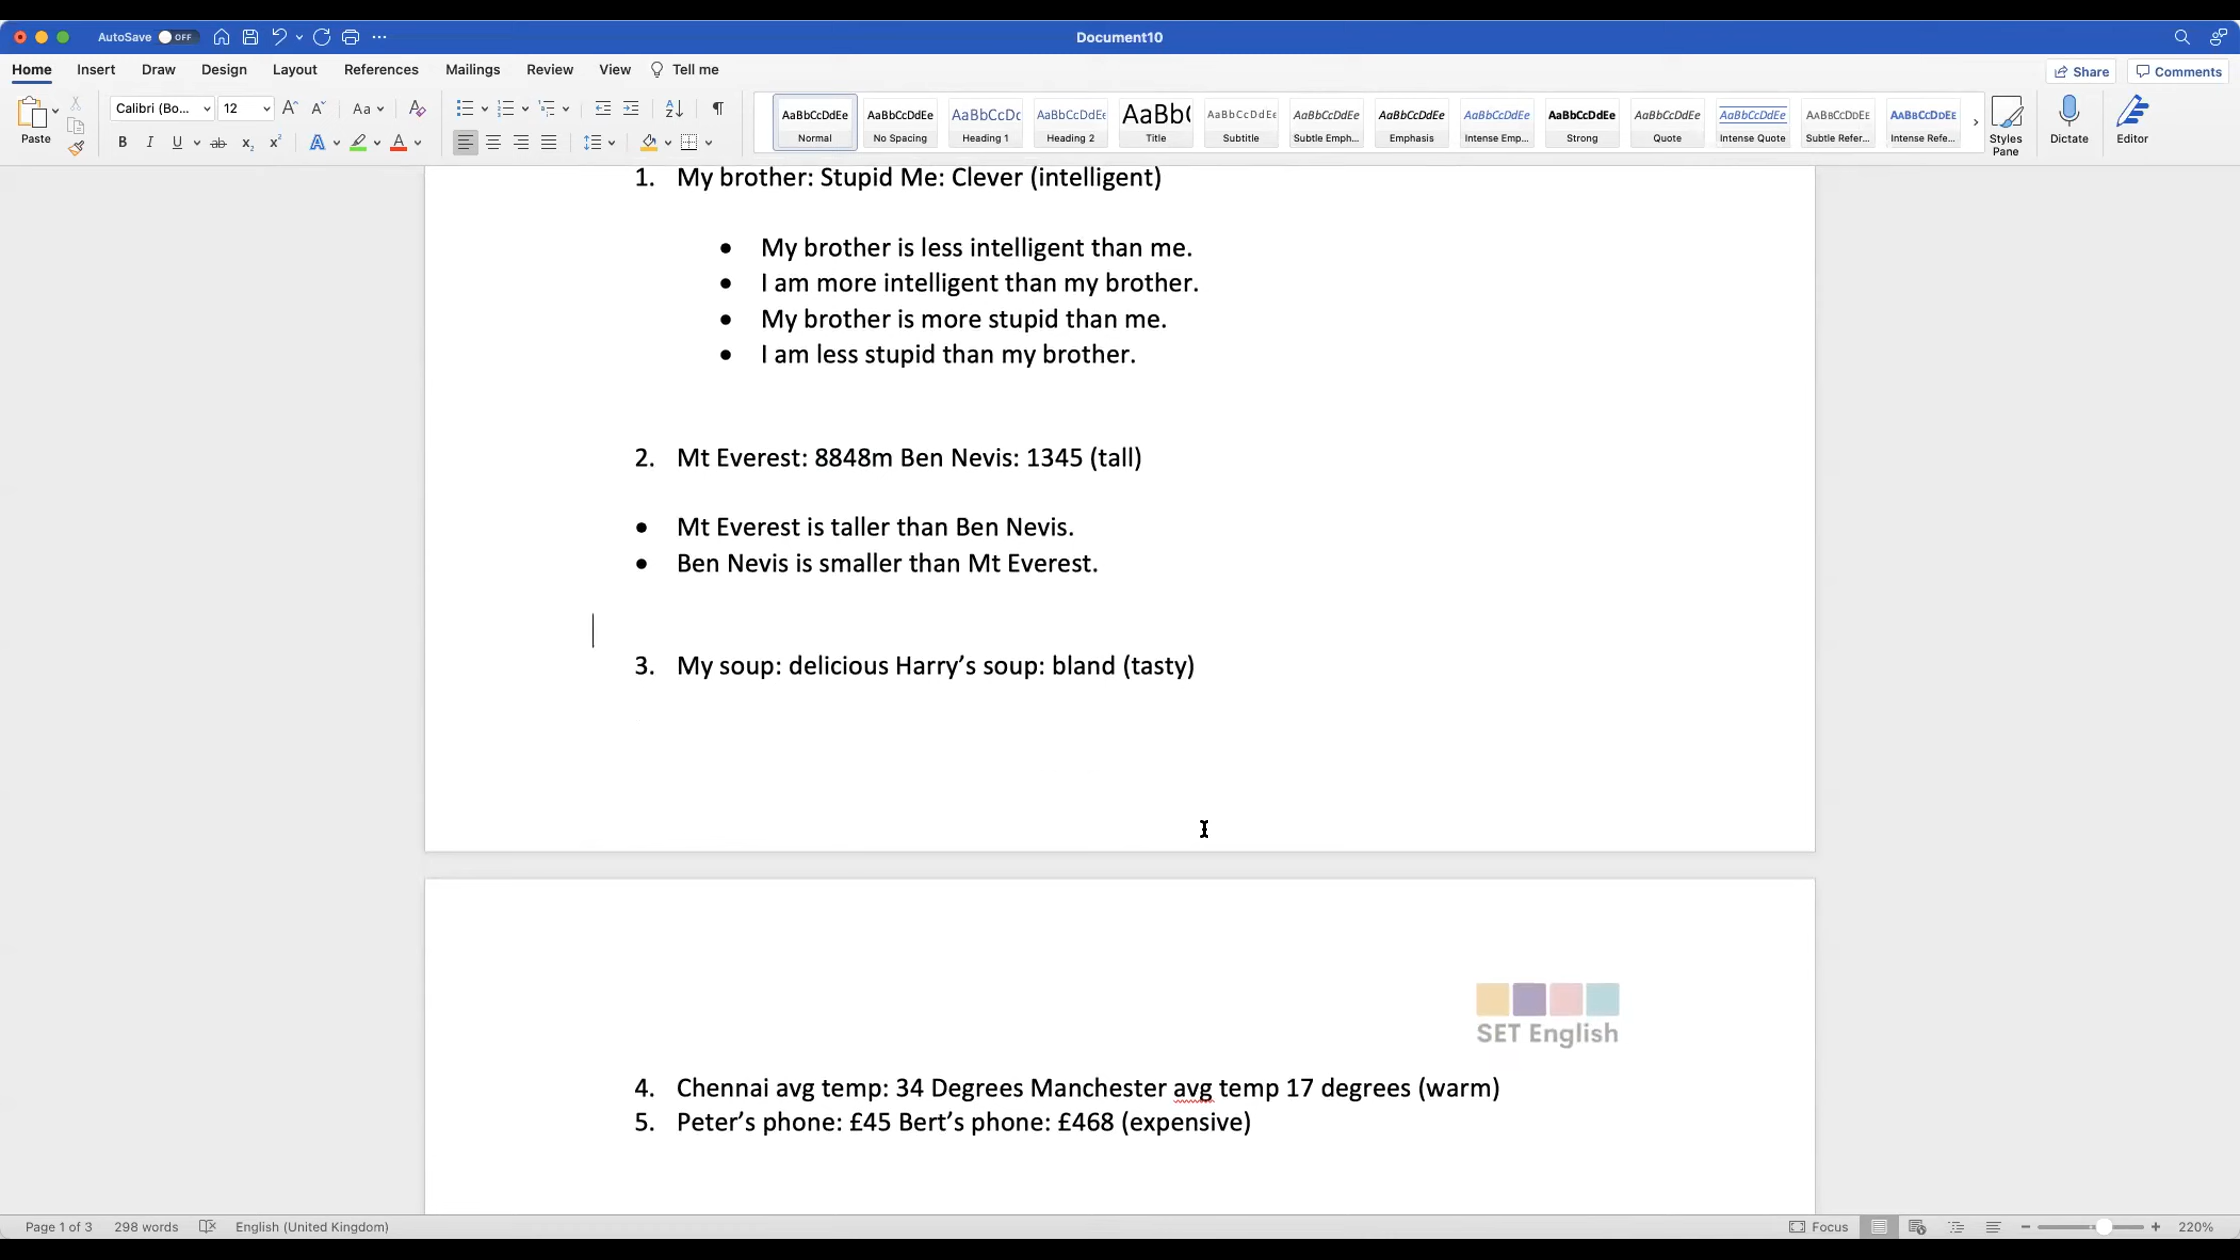 AutoSave OFF
Document10
Home Insert Draw Design Layout References Mailings Review View Tell me
Share Comments
Paste
Calibri (Bo... 12 Aa
AaBbCcDdEe AaBbCcDdEe AaBbCcDc AaBbCcDdEe AaBb( AaBbCcDdEe AaBbCcDdEe AaBbCcDdEe AaBbCcDdEe AaBbCcDdEe AaBbCcDdEe AaBbCcDdEe AaBbCcDdEe AaBbCcDdEe
Normal No Spacing Heading 1 Heading 2 Title Subtitle Subtle Emph... Emphasis Intense Emp... Strong Quote Intense Quote Subtle Refer... Intense Refe...
Styles Pane
Dictate
Editor
1. My brother: Stupid Me: Clever (intelligent)
• My brother is less intelligent than me.
• I am more intelligent than my brother.
• My brother is more stupid than me.
• I am less stupid than my brother.
2. Mt Everest: 8848m Ben Nevis: 1345 (tall)
• Mt Everest is taller than Ben Nevis.
• Ben Nevis is smaller than Mt Everest.
3. My soup: delicious Harry’s soup: bland (tasty)
SET English
4. Chennai avg temp: 34 Degrees Manchester avg temp 17 degrees (warm)
5. Peter’s phone: £45 Bert’s phone: £468 (expensive)
Page 1 of 3 298 words English (United Kingdom) Focus 220%